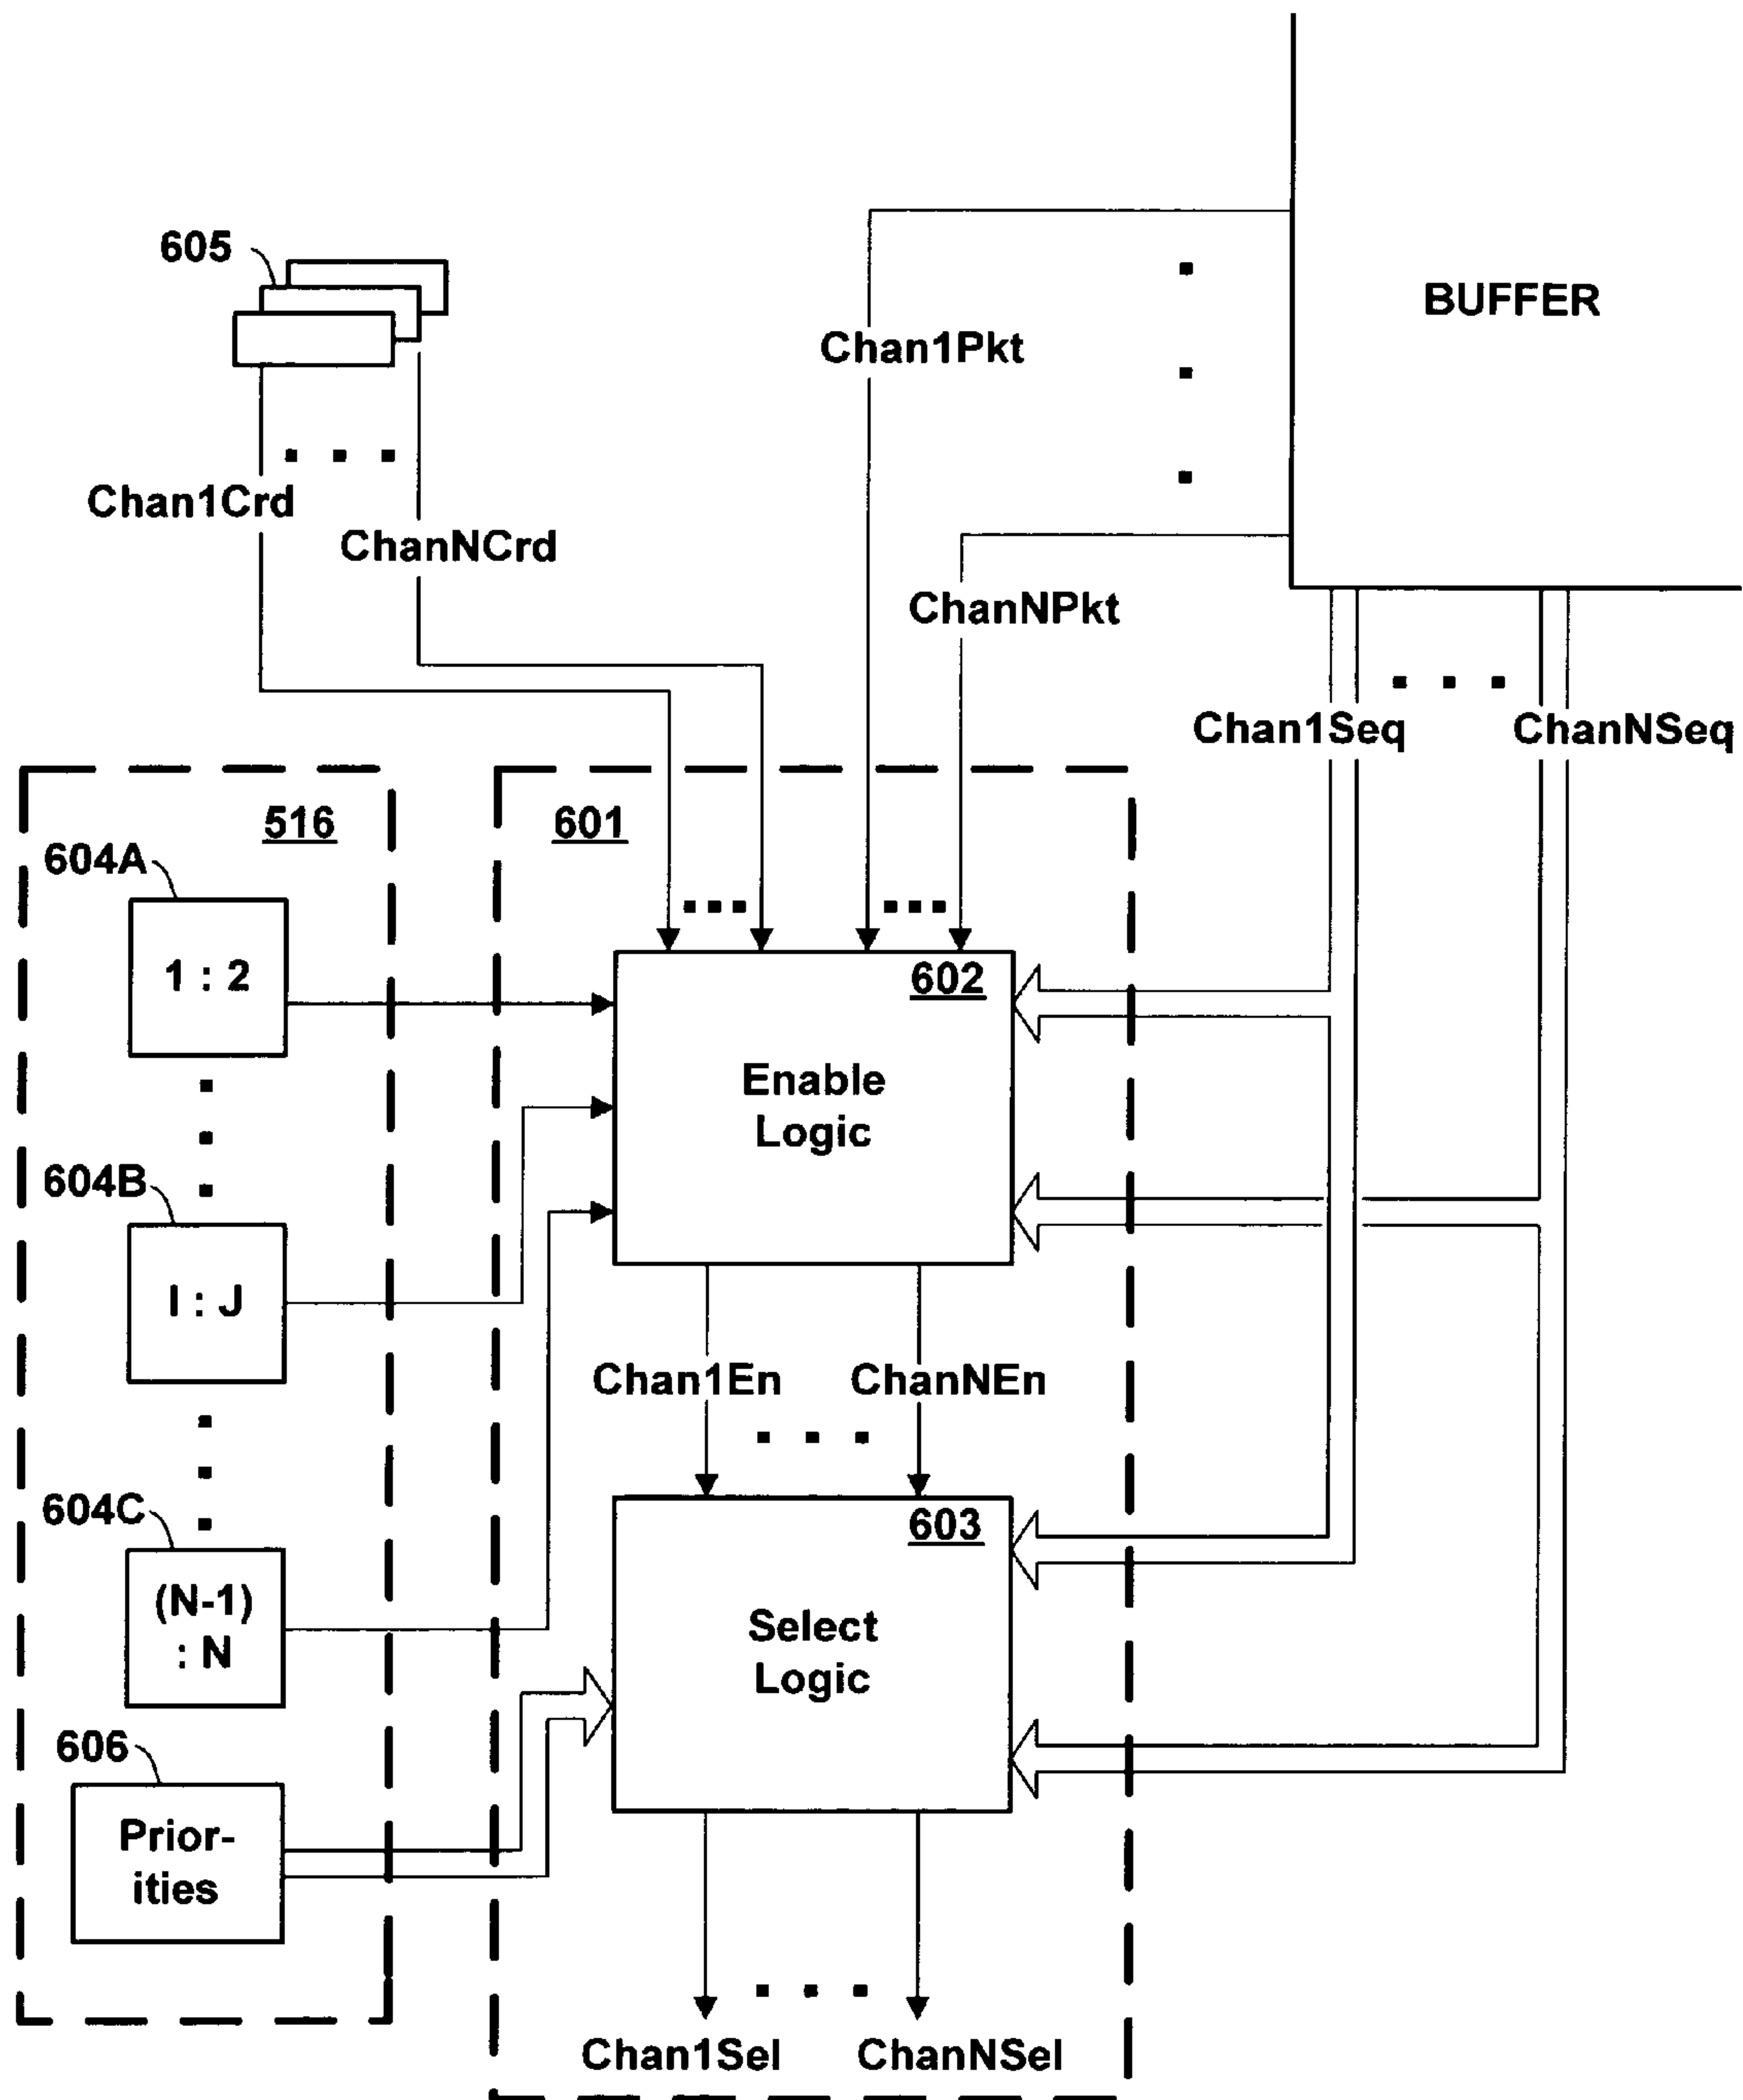 605
BUFFER
Chan1Pkt
Chan1Crd
ChanNCrd
ChanNPkt
Chan1Seq
ChanNSeq
516
601
604A
1 : 2
602
Enable
Logic
604B
I : J
Chan1En
ChanNEn
604C
(N-1)
: N
603
Select
Logic
606
Prior-
ities
Chan1Sel
ChanNSel